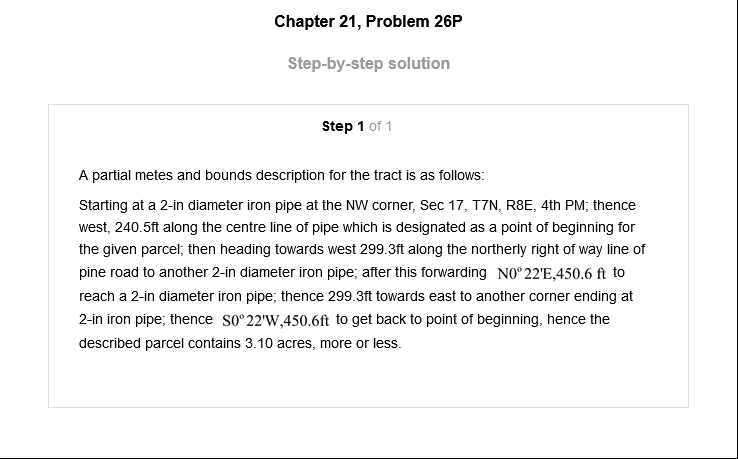 Chapter 21, Problem 26P
Step-by-step solution
Step 1 of 1
A partial metes and bounds description for the tract is as follows:
Starting at a 2-in diameter iron pipe at the NW corner, Sec 17, T7N, R8E, 4th PM; thence
west, 240.5ft along the centre line of pipe which is designated as a point of beginning for
the given parcel; then heading towards west 299.3ft along the northerly right of way line of
pine road to another 2-in diameter iron pipe; after this forwarding N0°22'E,450.6 ft to
reach a 2-in diameter iron pipe; thence 299.3ft towards east to another corner ending at
2-in iron pipe; thence S0°22'W,450.6ft to get back to point of beginning, hence the
described parcel contains 3.10 acres, more or less.